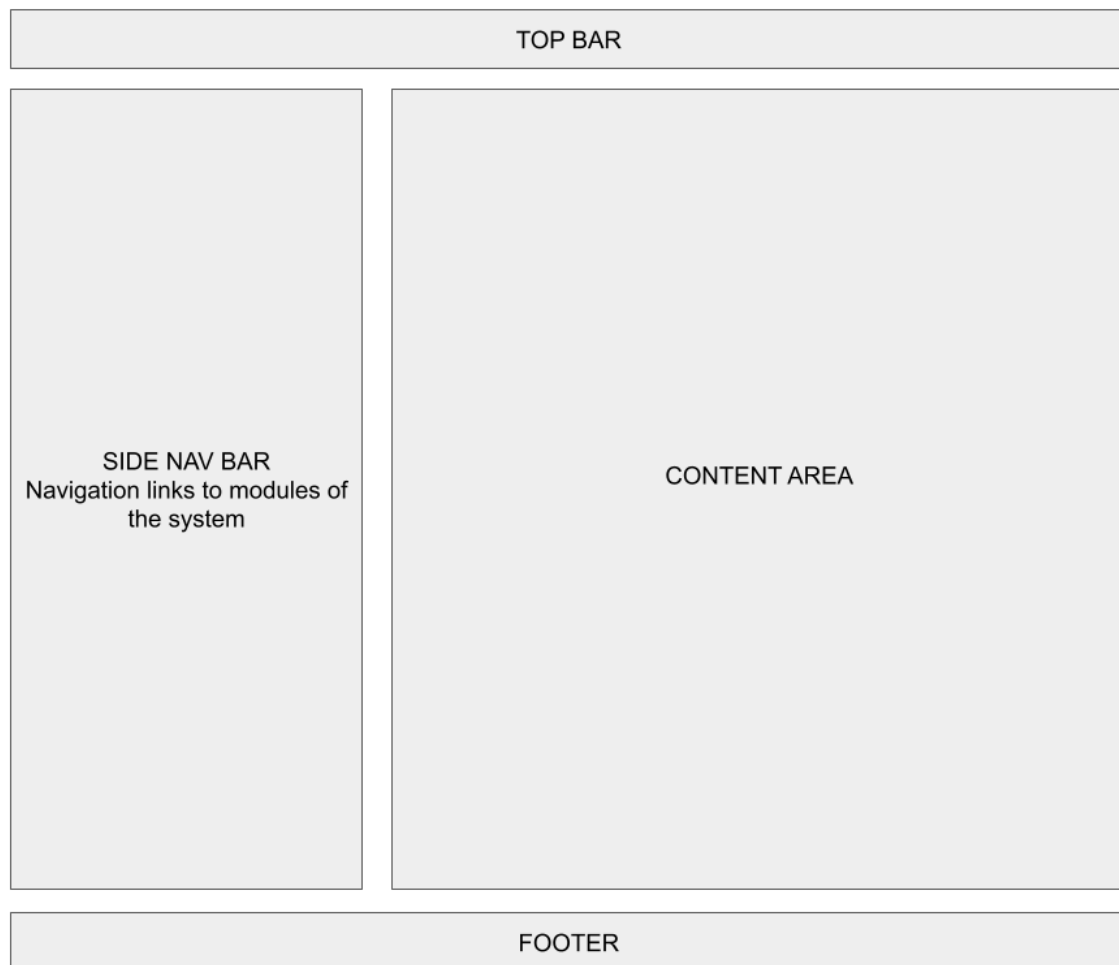 TOP BAR
SIDE NAV BAR
Navigation links to modules of
the system
CONTENT AREA
FOOTER